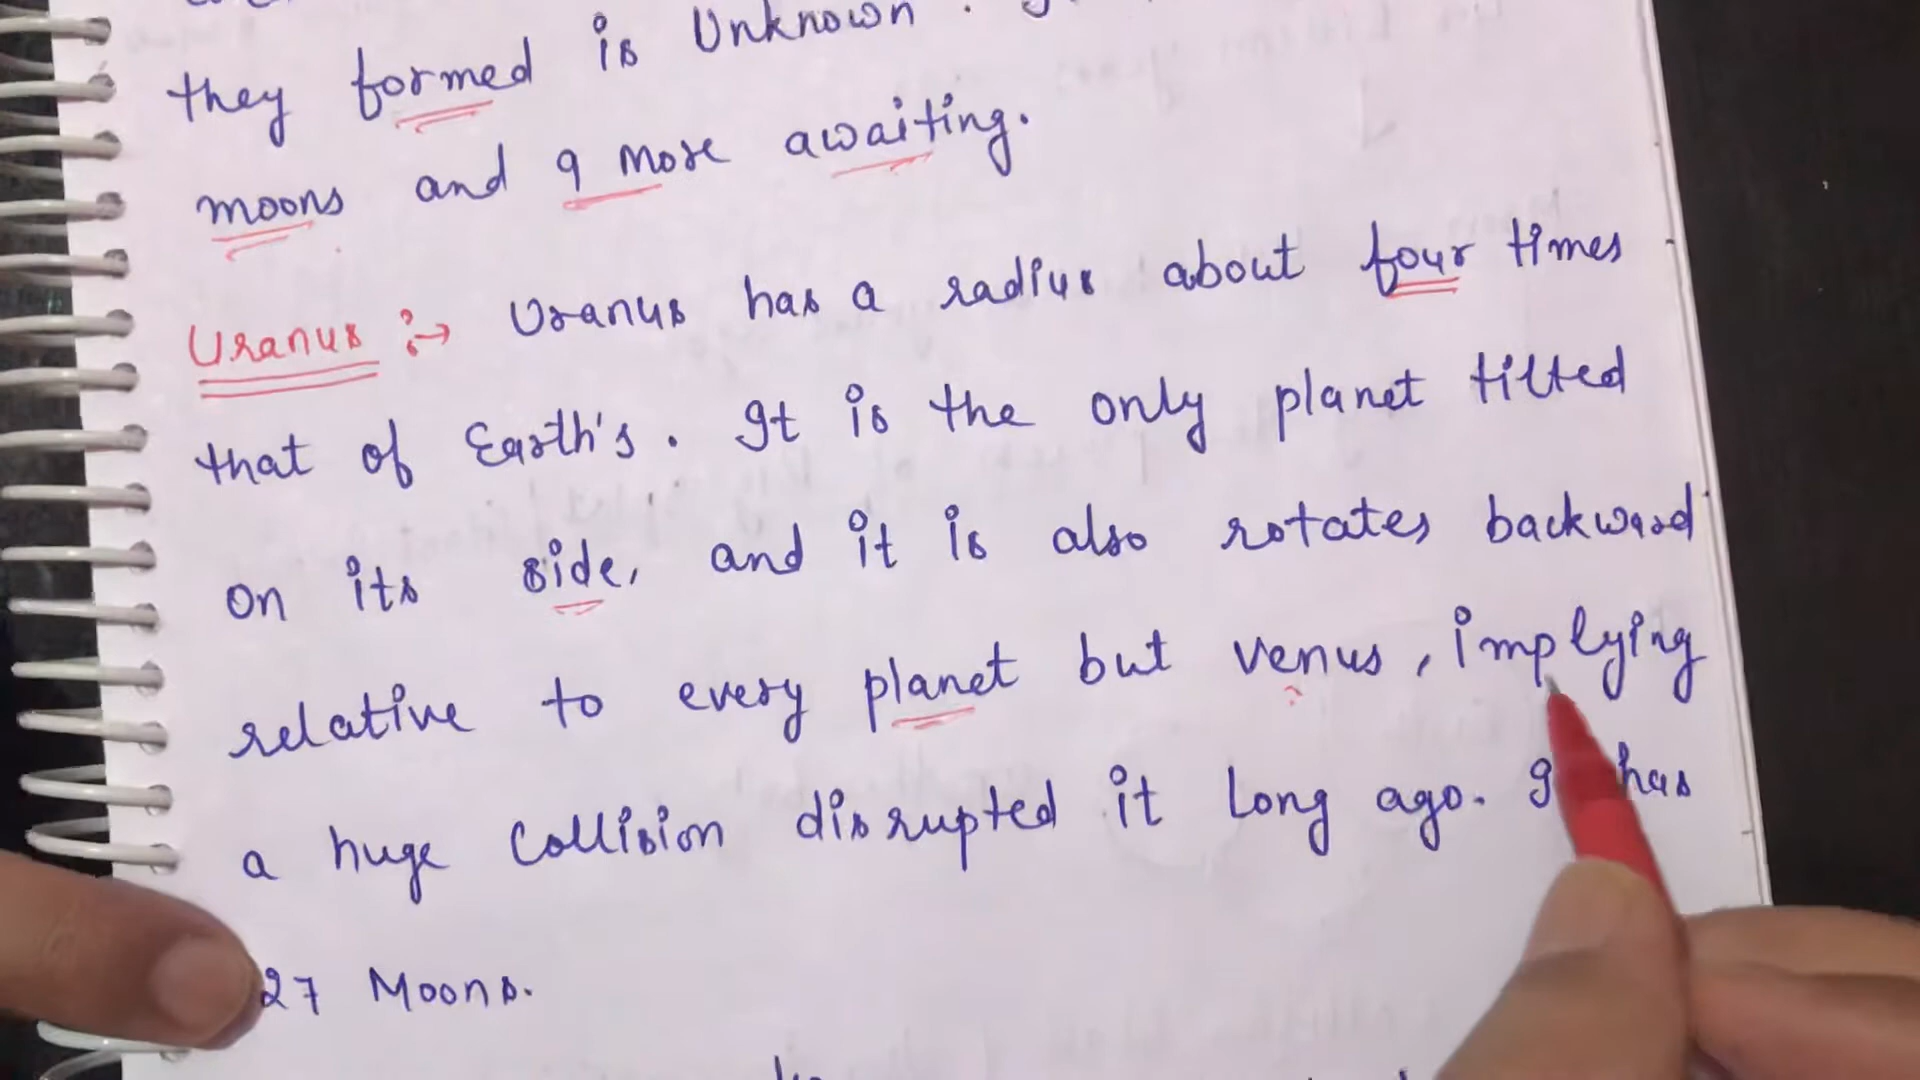 they formed is Unknown.
moons and 9 more awaiting.
Uranus :→ Uranus has a radius about four times
that of Earth's. It is the only planet tilted
on its side, and it is also rotates backward
relative to every planet but venus, implying
a huge collision disrupted it long ago. has
27 Moons.